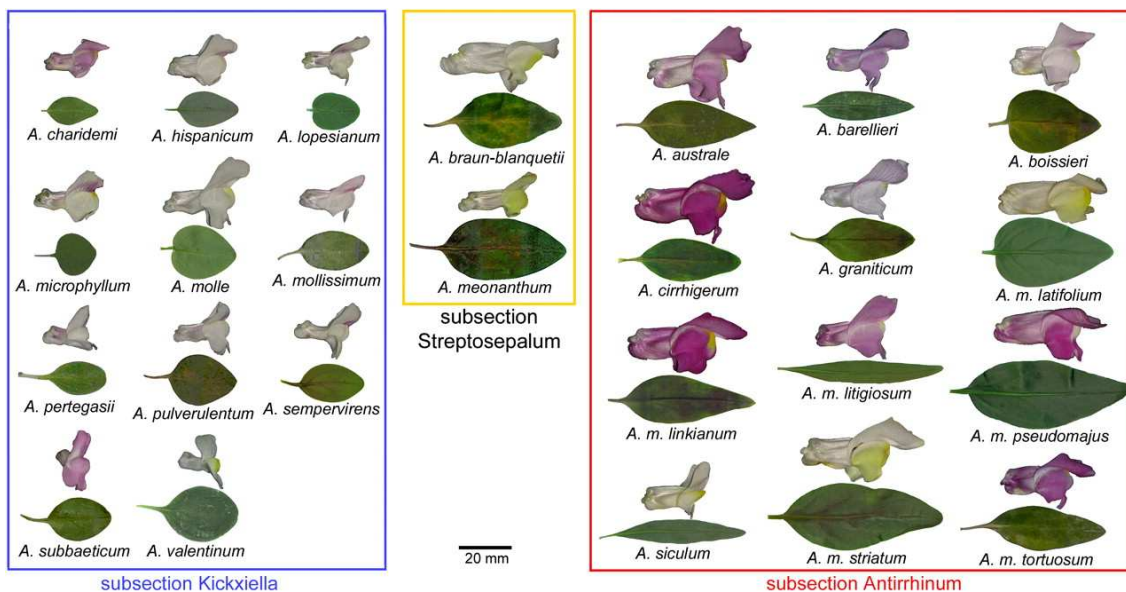 A. charidemi
A. hispanicum
A. lopesianum
A. microphyllum
A. molle
A. mollissimum
A. pertegasii
A. pulverulentum
A. sempervirens
A. subbaeticum
A. valentinum
subsection Kickxiella
A. braun-blanquetii
A. meonanthum
subsection
Streptosepalum
20 mm
A. australe
A. barellieri
A. boissieri
A. cirrhigerum
A. graniticum
A. m. latifolium
A. m. linkianum
A. m. litigiosum
A. m. pseudomajus
A. siculum
A. m. striatum
A. m. tortuosum
subsection Antirrhinum